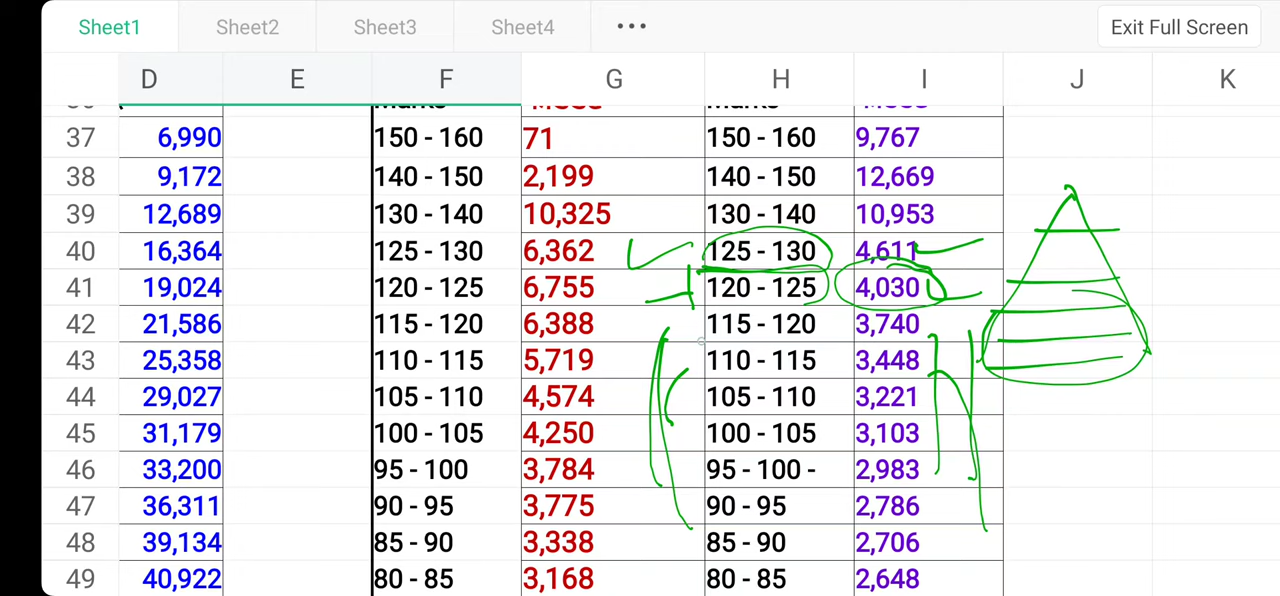 Sheet1 Sheet2 Sheet3 Sheet4 ••• Exit Full Screen
D E F G H I J K
37 6,990 150 - 160 71 150 - 160 9,767
38 9,172 140 - 150 2,199 140 - 150 12,669
39 12,689 130 - 140 10,325 130 - 140 10,953
40 16,364 125 - 130 6,362 125 - 130 4,611
41 19,024 120 - 125 6,755 120 - 125 4,030
42 21,586 115 - 120 6,388 115 - 120 3,740
43 25,358 110 - 115 5,719 110 - 115 3,448
44 29,027 105 - 110 4,574 105 - 110 3,221
45 31,179 100 - 105 4,250 100 - 105 3,103
46 33,200 95 - 100 3,784 95 - 100 - 2,983
47 36,311 90 - 95 3,775 90 - 95 2,786
48 39,134 85 - 90 3,338 85 - 90 2,706
49 40,922 80 - 85 3,168 80 - 85 2,648